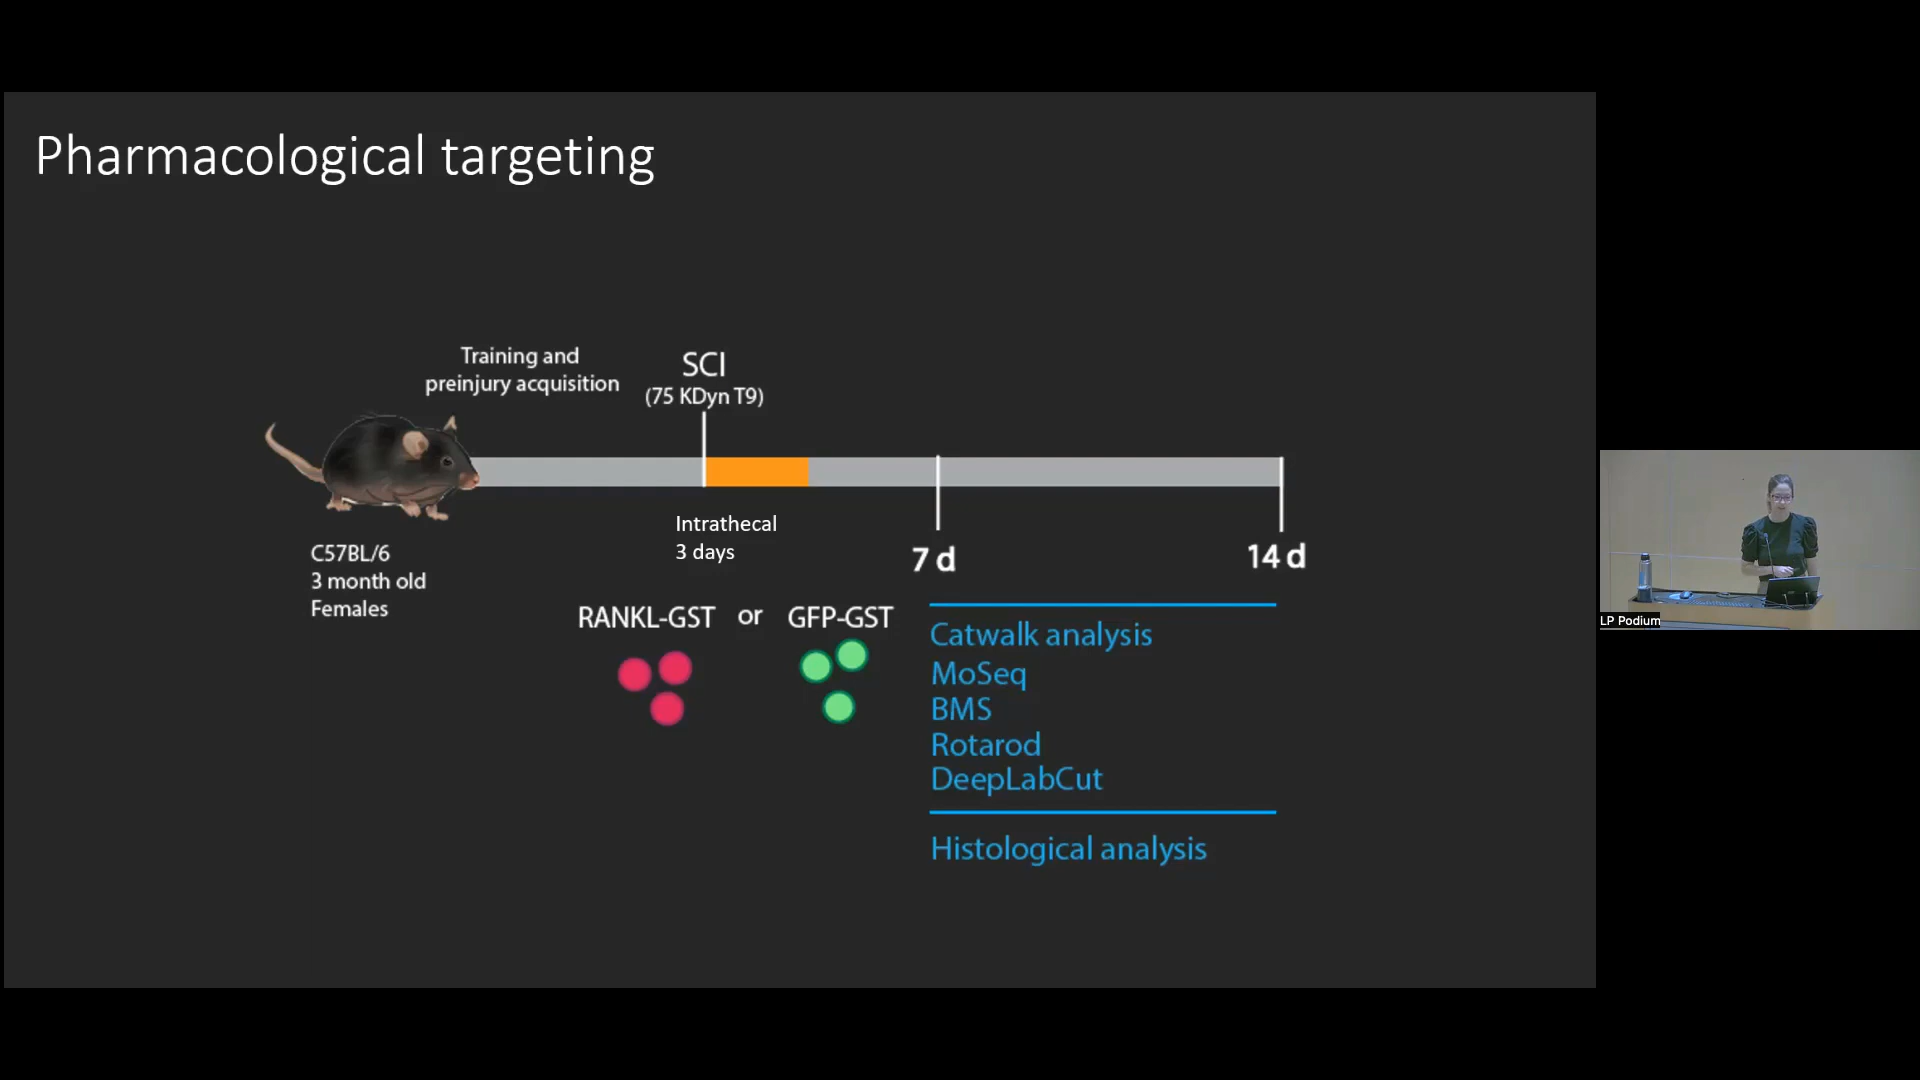 Pharmacological targeting
Training and
preinjury acquisition
SCI
(75 KDyn T9)
Intrathecal
3 days
7 d
14 d
C57BL/6
3 month old
Females
RANKL-GST or GFP-GST
Catwalk analysis
MoSeq
BMS
Rotarod
DeepLabCut
Histological analysis
LP Podium